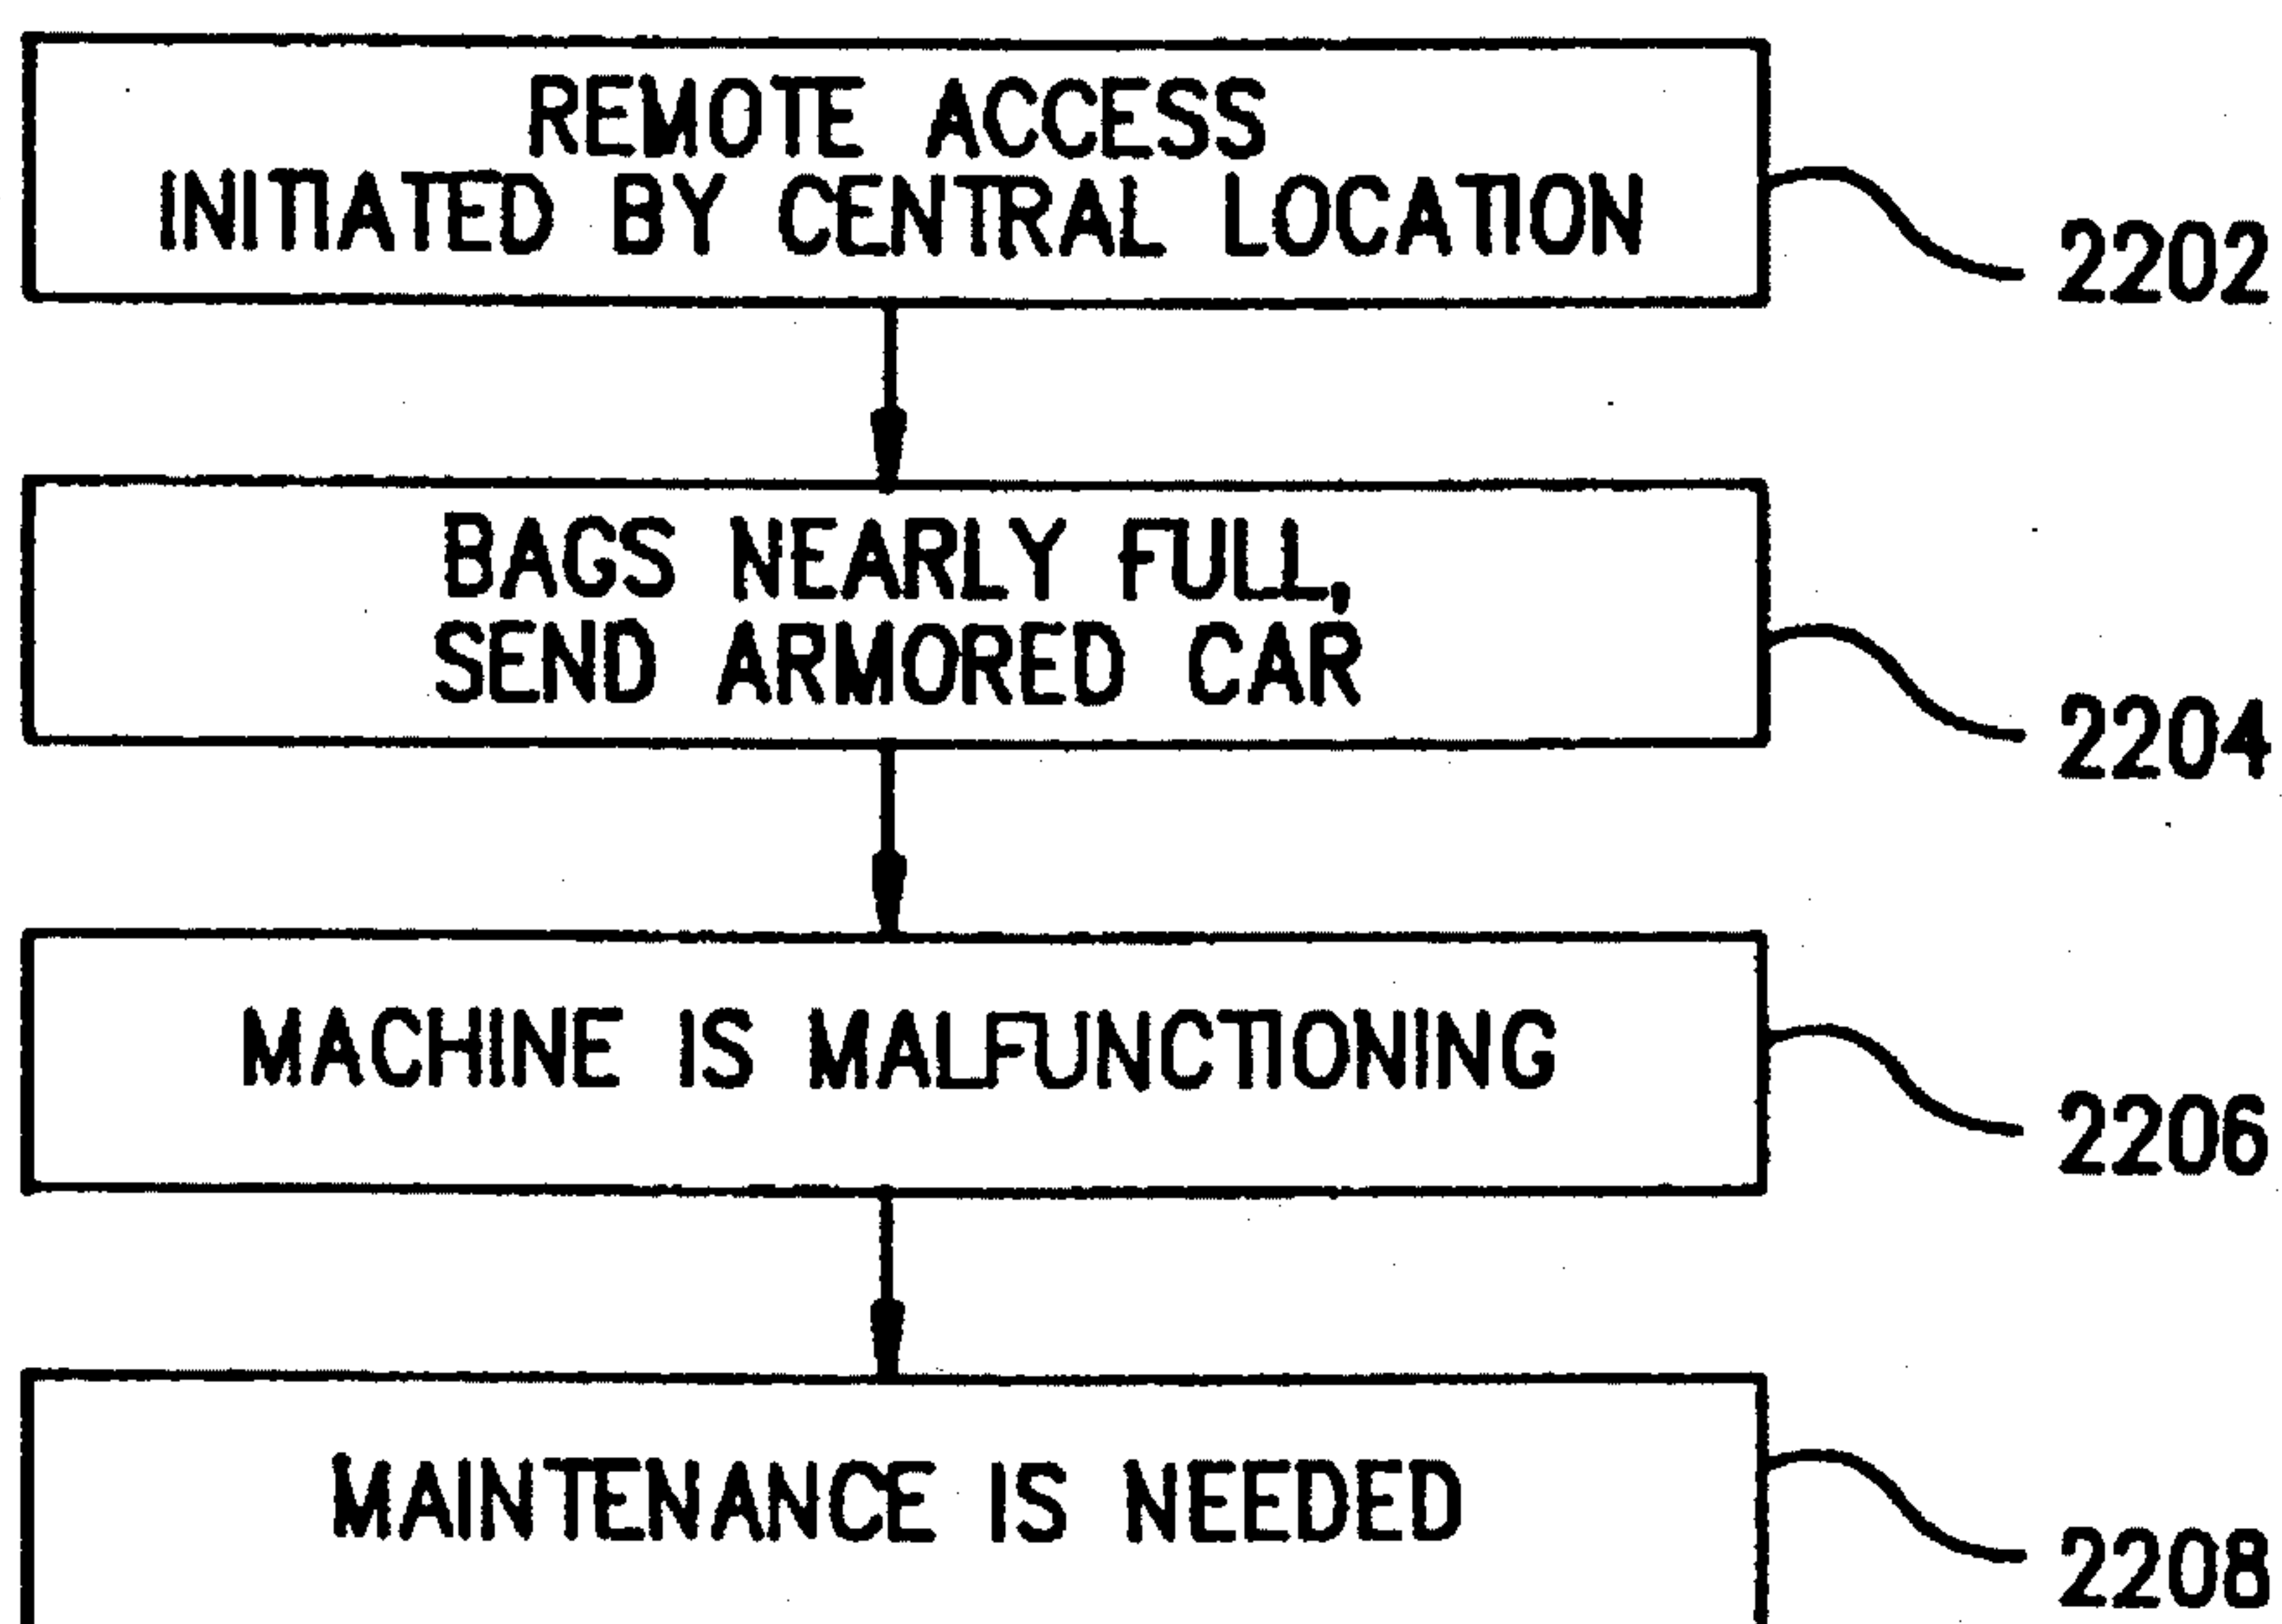 REMOTE ACCESS
INITIATED BY CENTRAL LOCATION
2202
BAGS NEARLY FULL,
SEND ARMORED CAR
2204
MACHINE IS MALFUNCTIONING
2206
MAINTENANCE IS NEEDED
2208